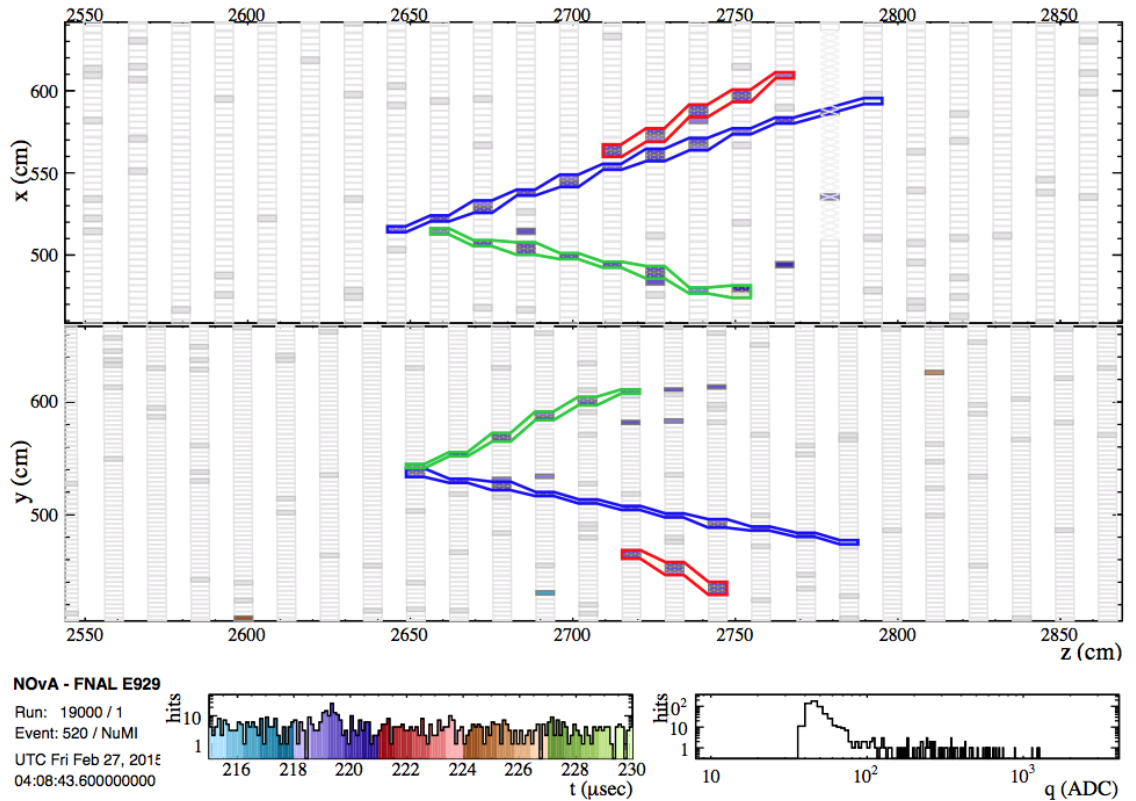 2550 2600 2650 2700 2750 2800 2850
x (cm)
600
550
500
y (cm)
600
500
2550 2600 2650 2700 2750 2800 2850
z (cm)
NOvA - FNAL E929
Run: 19000 / 1
Event: 520 / NuMI
UTC Fri Feb 27, 2015
04:08:43.600000000
hits
10
1
216 218 220 222 224 226 228 230
t (μsec)
hits
10²
10
1
10 10² 10³
q (ADC)